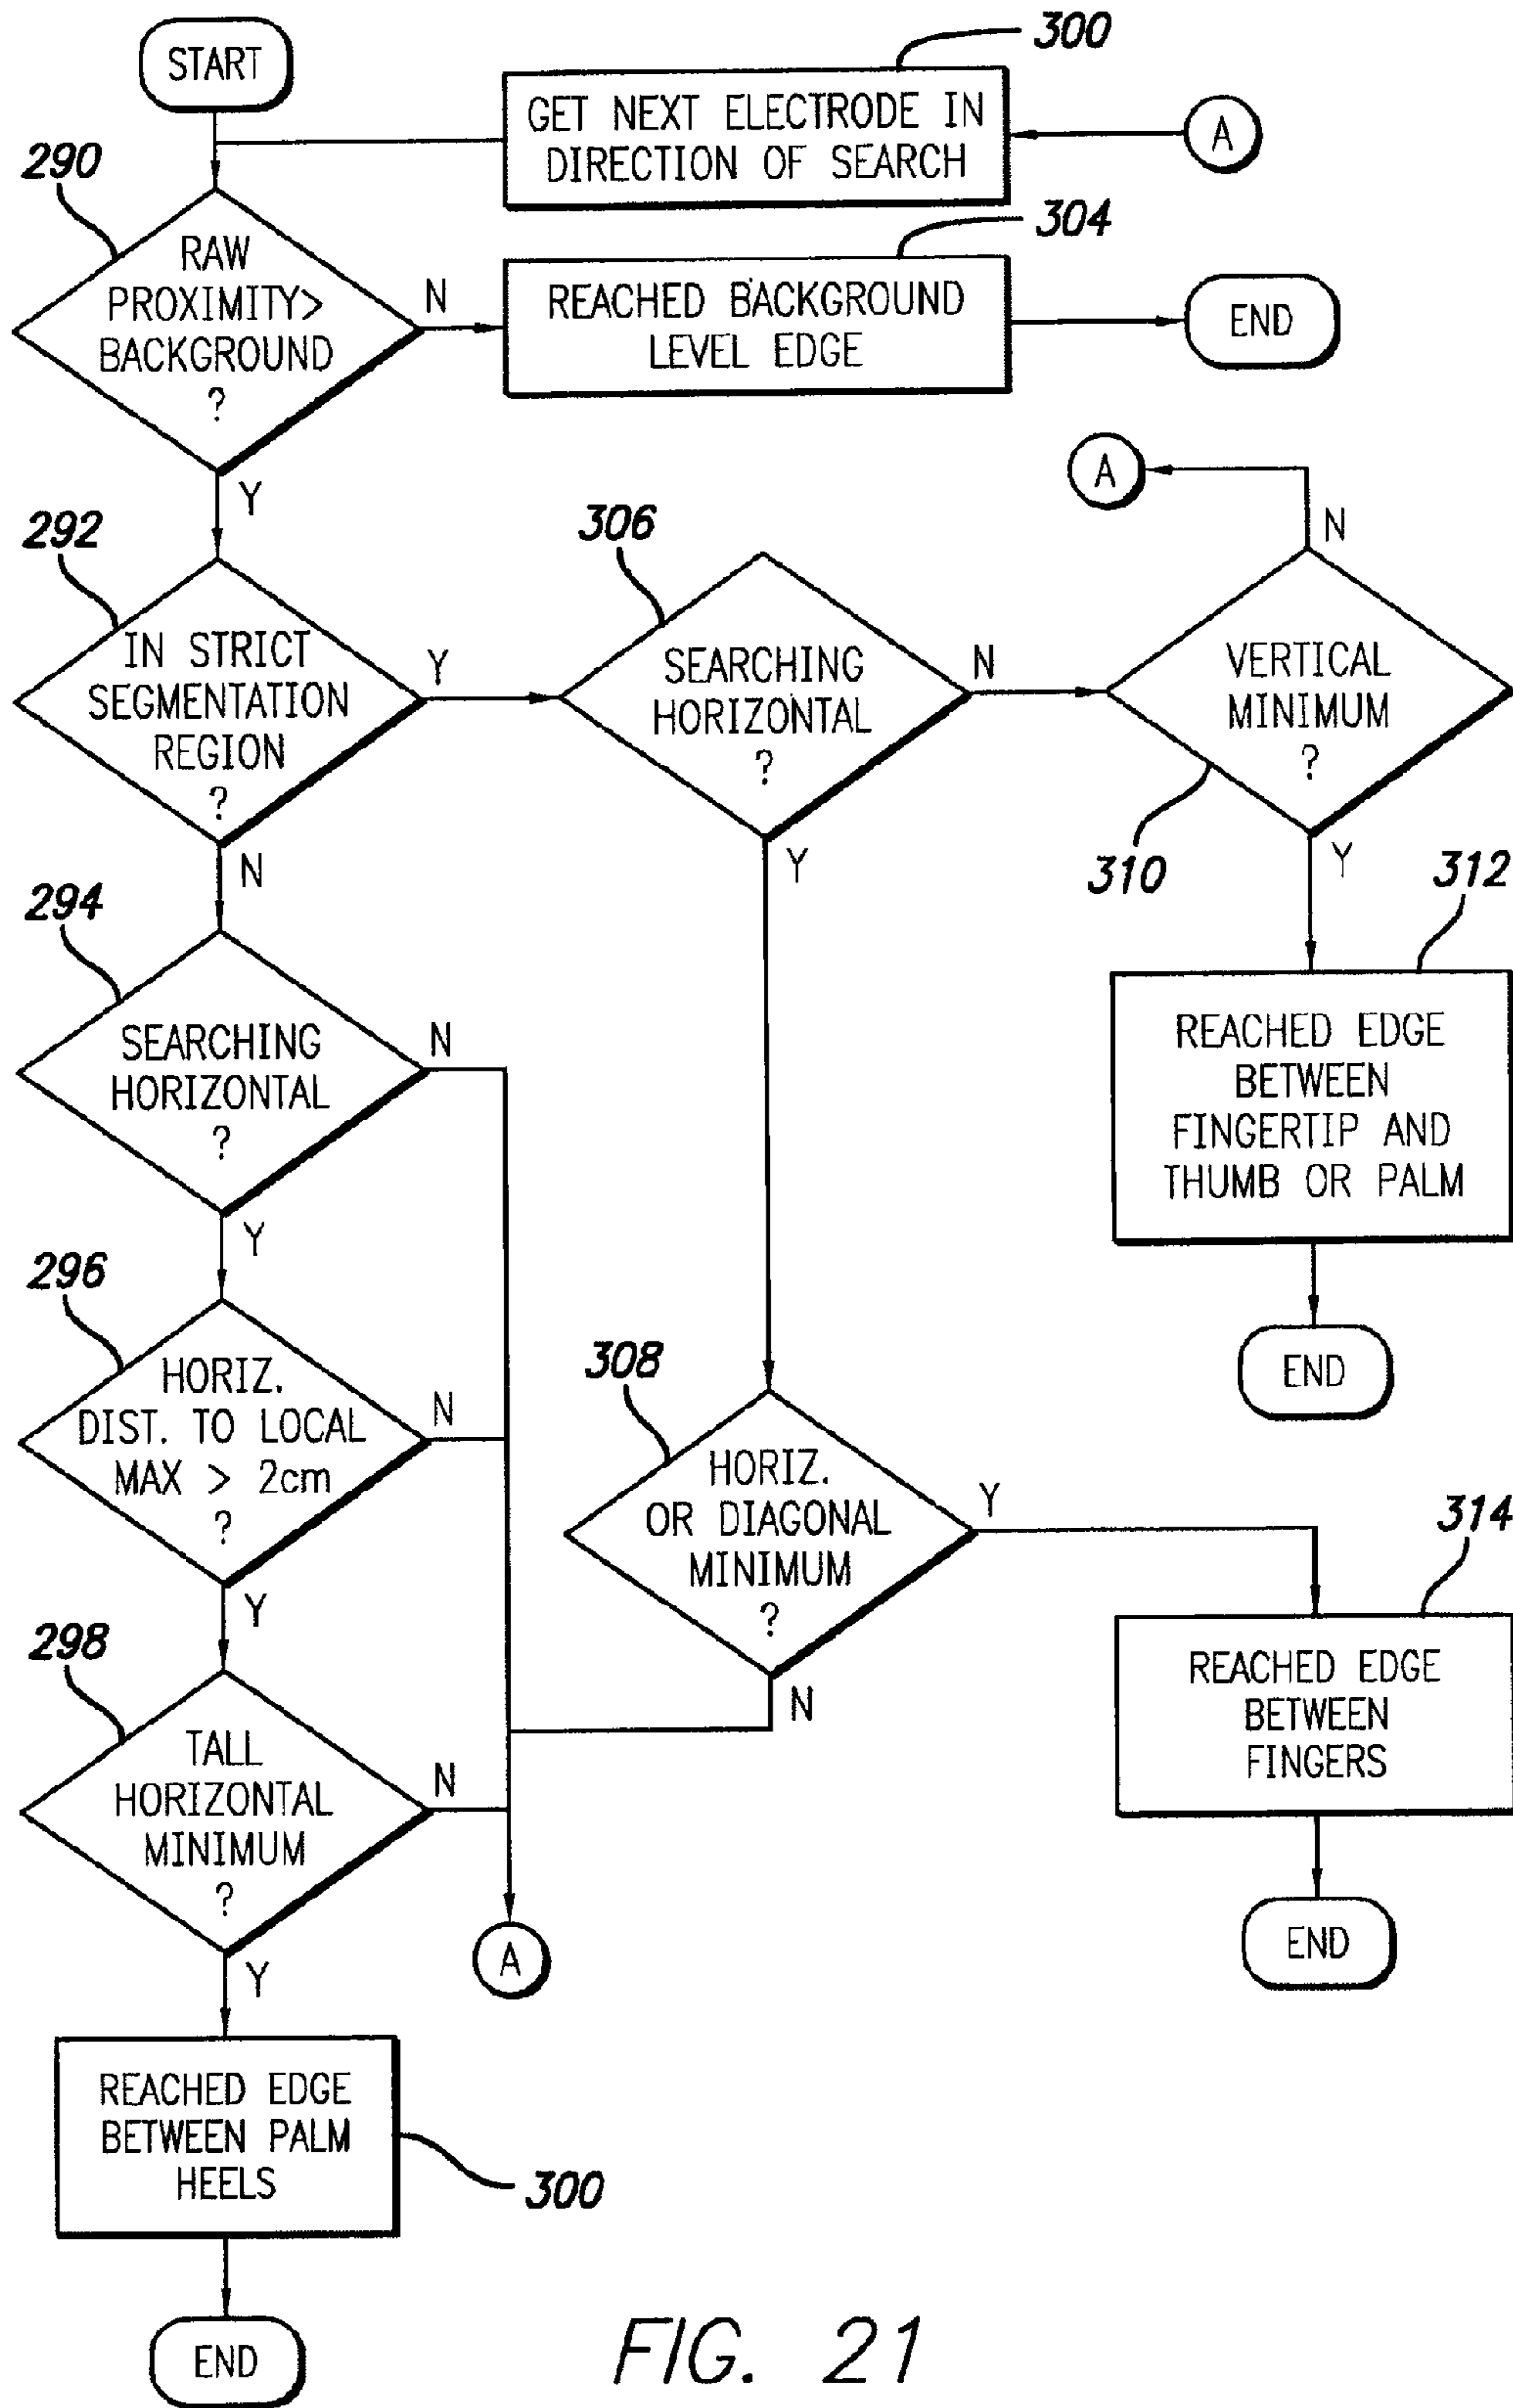 START
300
GET NEXT ELECTRODE IN
DIRECTION OF SEARCH
A
290
RAW
PROXIMITY>
BACKGROUND
?
N
Y
304
REACHED BACKGROUND
LEVEL EDGE
END
292
IN STRICT
SEGMENTATION
REGION
?
Y
N
306
SEARCHING
HORIZONTAL
?
N
Y
A
N
VERTICAL
MINIMUM
?
310
Y
312
REACHED EDGE
BETWEEN
FINGERTIP AND
THUMB OR PALM
END
294
SEARCHING
HORIZONTAL
?
N
Y
296
HORIZ.
DIST. TO LOCAL
MAX > 2cm
?
N
Y
308
HORIZ.
OR DIAGONAL
MINIMUM
?
Y
N
314
REACHED EDGE
BETWEEN
FINGERS
END
298
TALL
HORIZONTAL
MINIMUM
?
N
Y
A
REACHED EDGE
BETWEEN PALM
HEELS
300
END
FIG. 21